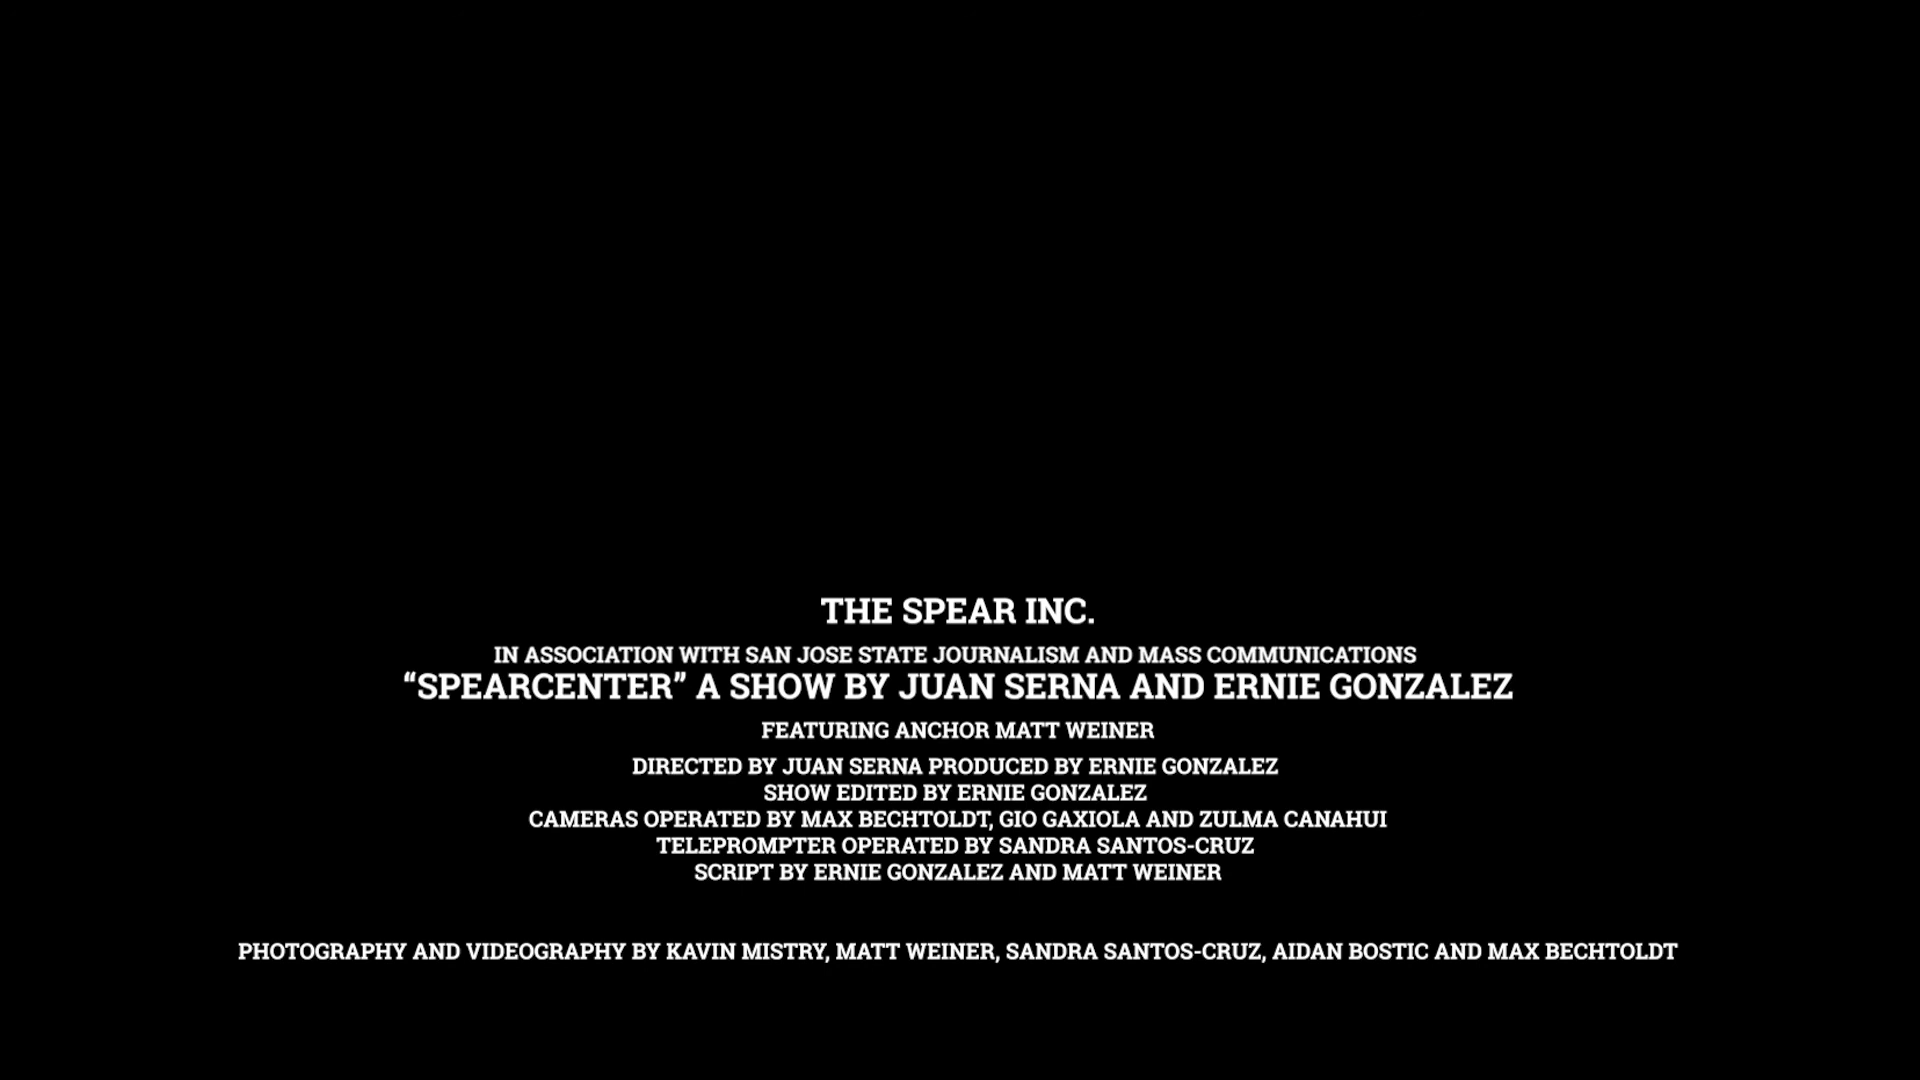 THE SPEAR INC.
IN ASSOCIATION WITH SAN JOSE STATE JOURNALISM AND MASS COMMUNICATIONS
“SPEARCENTER” A SHOW BY JUAN SERNA AND ERNIE GONZALEZ
FEATURING ANCHOR MATT WEINER
DIRECTED BY JUAN SERNA PRODUCED BY ERNIE GONZALEZ
SHOW EDITED BY ERNIE GONZALEZ
CAMERAS OPERATED BY MAX BECHTOLDT, GIO GAXIOLA AND ZULMA CANAHUI
TELEPROMPTER OPERATED BY SANDRA SANTOS-CRUZ
SCRIPT BY ERNIE GONZALEZ AND MATT WEINER
PHOTOGRAPHY AND VIDEOGRAPHY BY KAVIN MISTRY, MATT WEINER, SANDRA SANTOS-CRUZ, AIDAN BOSTIC AND MAX BECHTOLDT